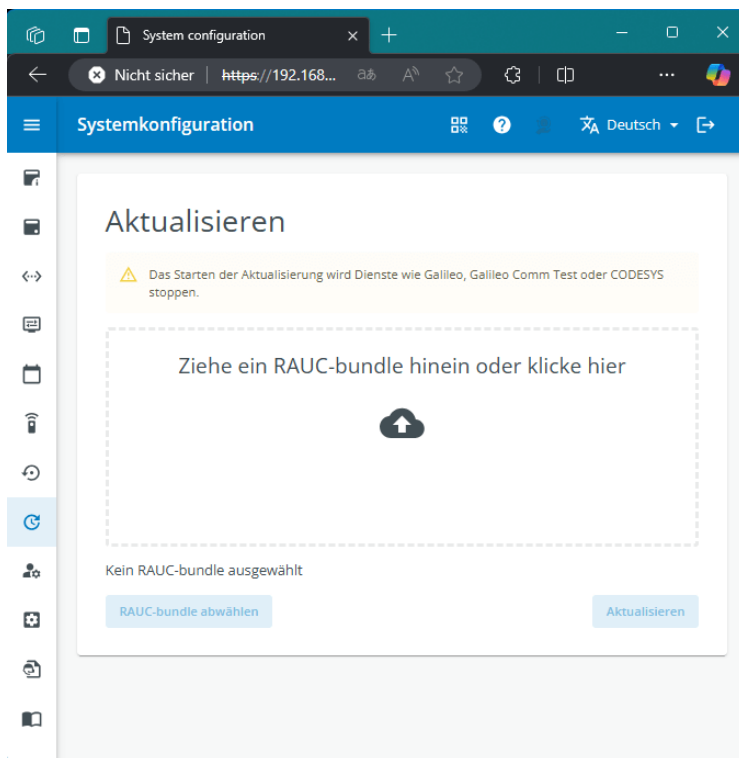 System configuration
Nicht sicher https://192.168...
Systemkonfiguration
Deutsch
Aktualisieren
Das Starten der Aktualisierung wird Dienste wie Galileo, Galileo Comm Test oder CODESYS
stoppen.
Ziehe ein RAUC-bundle hinein oder klicke hier
Kein RAUC-bundle ausgewählt
RAUC-bundle abwählen
Aktualisieren